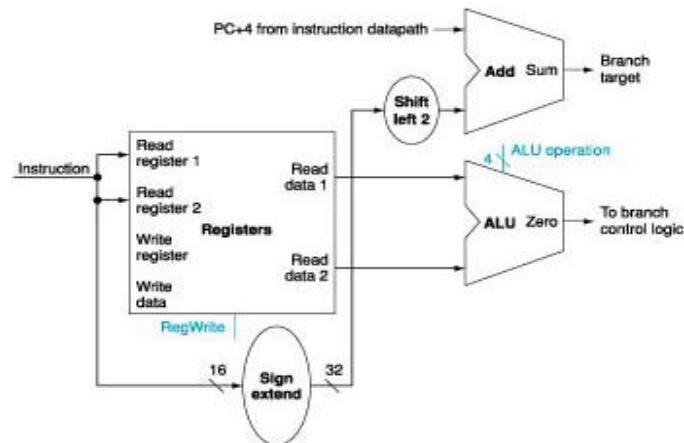 PC+4 from instruction datapath
Add Sum
Branch
target
Shift
left 2
Read
register 1
Instruction
Read
data 1
4
ALU operation
Read
register 2
Registers
ALU Zero
To branch
control logic
Write
register
Read
data 2
Write
data
RegWrite
16
Sign
extend
32